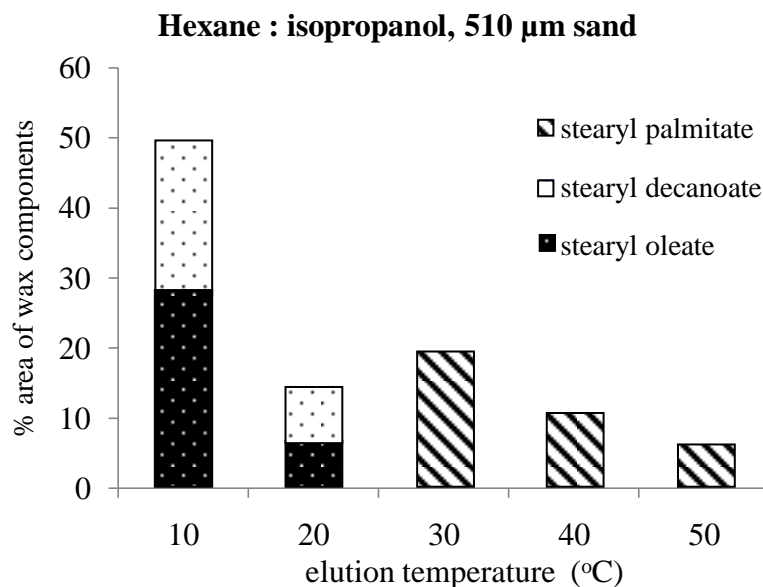 Hexane : isopropanol, 510 µm sand
60
50
40
30
20
10
0
% area of wax components
stearyl palmitate
stearyl decanoate
stearyl oleate
10 20 30 40 50
elution temperature (ºC)